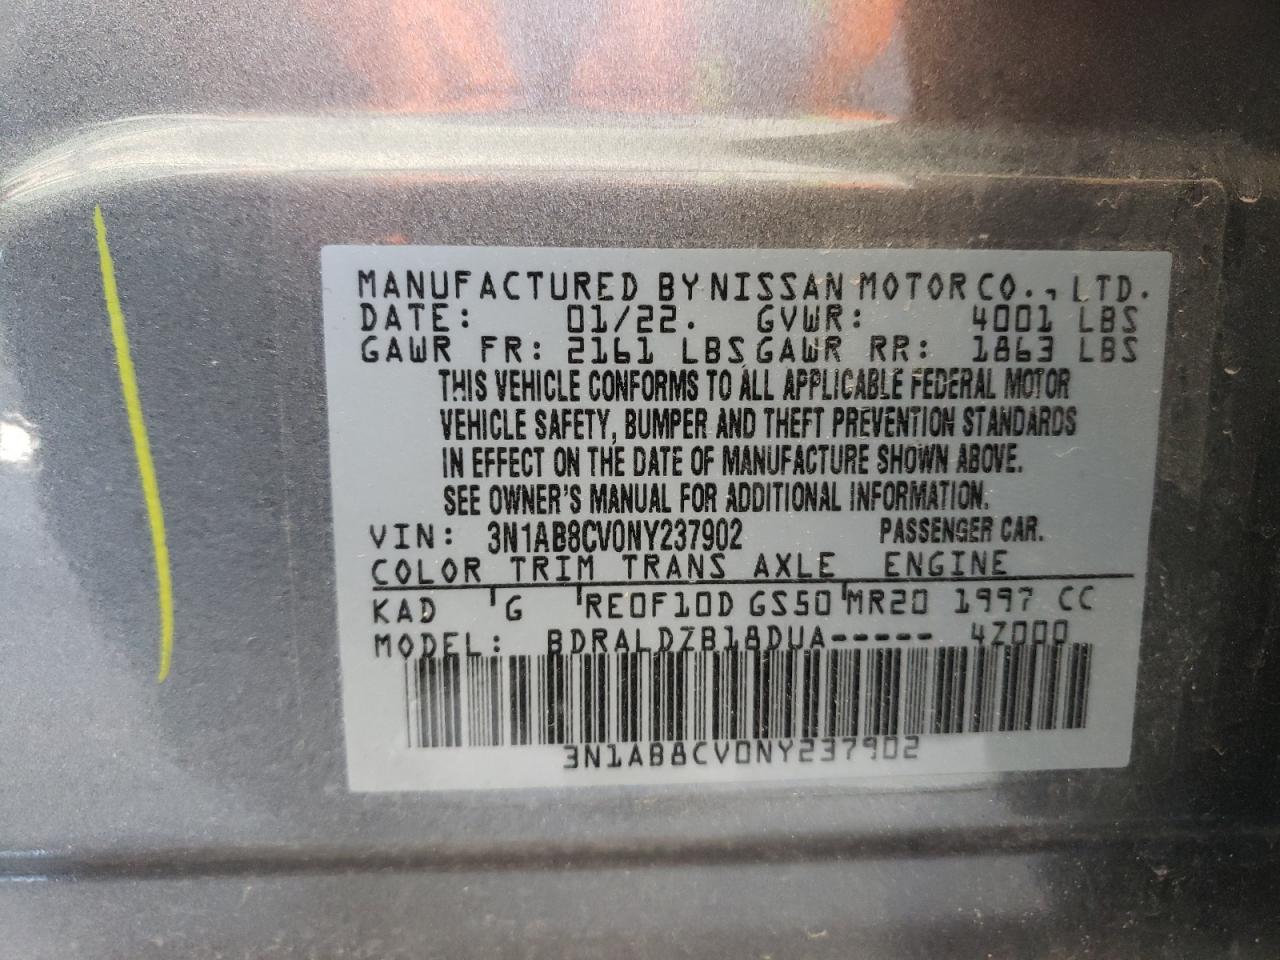 MANUFACTURED BY NISSAN MOTOR CO., LTD.
DATE: 01/22. GVWR: 4001 LBS
GAWR FR: 2161 LBS GAWR RR: 1863 LBS
THIS VEHICLE CONFORMS TO ALL APPLICABLE FEDERAL MOTOR
VEHICLE SAFETY, BUMPER AND THEFT PREVENTION STANDARDS
IN EFFECT ON THE DATE OF MANUFACTURE SHOWN ABOVE.
SEE OWNER'S MANUAL FOR ADDITIONAL INFORMATION.
VIN: 3N1AB8CV0NY237902 PASSENGER CAR.
COLOR TRIM TRANS AXLE ENGINE
KAD G RE0F10D GS50 MR20 1997 CC
MODEL: BDRALDZB18DUA----- 4Z000
3N1AB8CV0NY237902